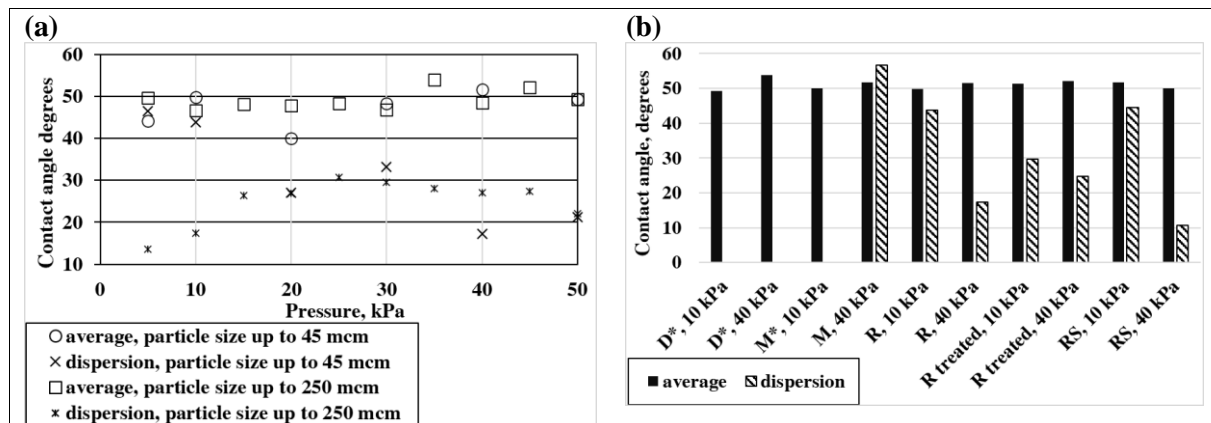 (a)
60
50
40
30
20
10
Contact angle degrees
0 10 20 30 40 50
Pressure, kPa
average, particle size up to 45 mcm
dispersion, particle size up to 45 mcm
average, particle size up to 250 mcm
dispersion, particle size up to 250 mcm
(b)
60
50
40
30
20
10
0
Contact angle, degrees
D*, 10 kPa
D*, 40 kPa
M*, 10 kPa
M, 40 kPa
R, 10 kPa
R, 40 kPa
R treated, 10 kPa
R treated, 40 kPa
RS, 10 kPa
RS, 40 kPa
average dispersion